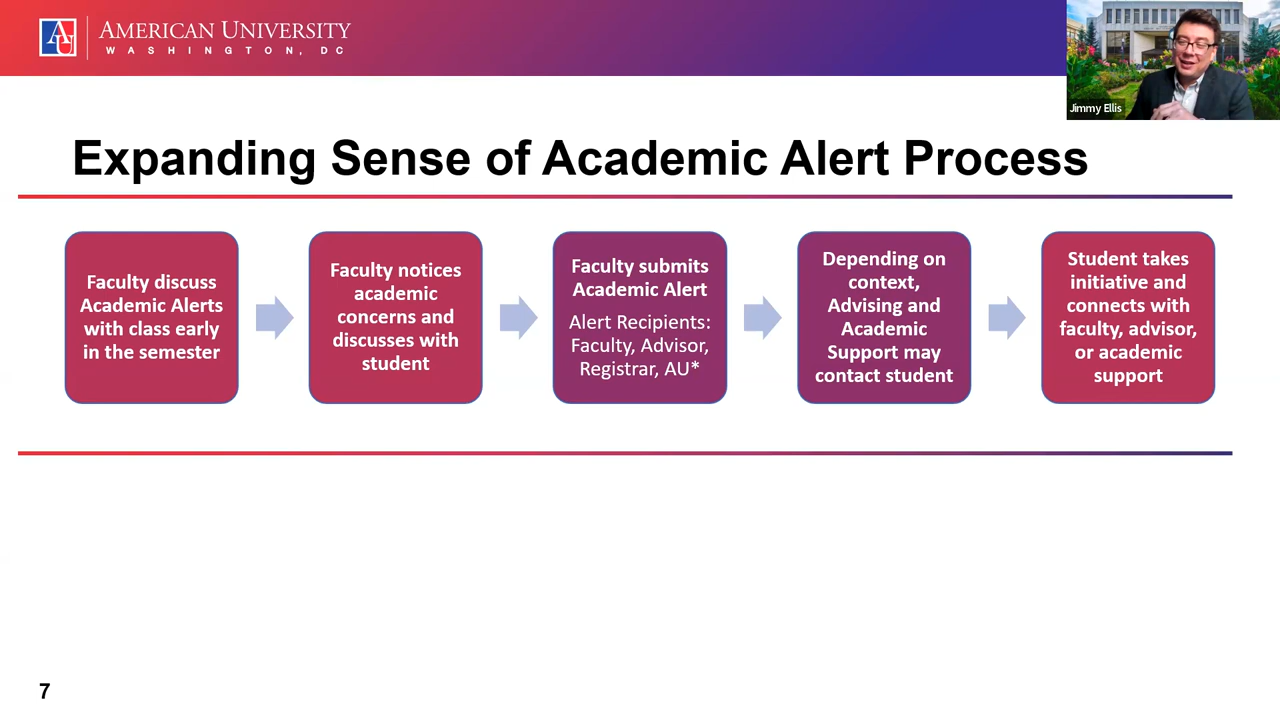 AMERICAN UNIVERSITY
WASHINGTON, DC
Jimmy Ellis
Expanding Sense of Academic Alert Process
Faculty discuss
Academic Alerts
with class early
in the semester
Faculty notices
academic
concerns and
discusses with
student
Faculty submits
Academic Alert
Alert Recipients:
Faculty, Advisor,
Registrar, AU*
Depending on
context,
Advising and
Academic
Support may
contact student
Student takes
initiative and
connects with
faculty, advisor,
or academic
support
7